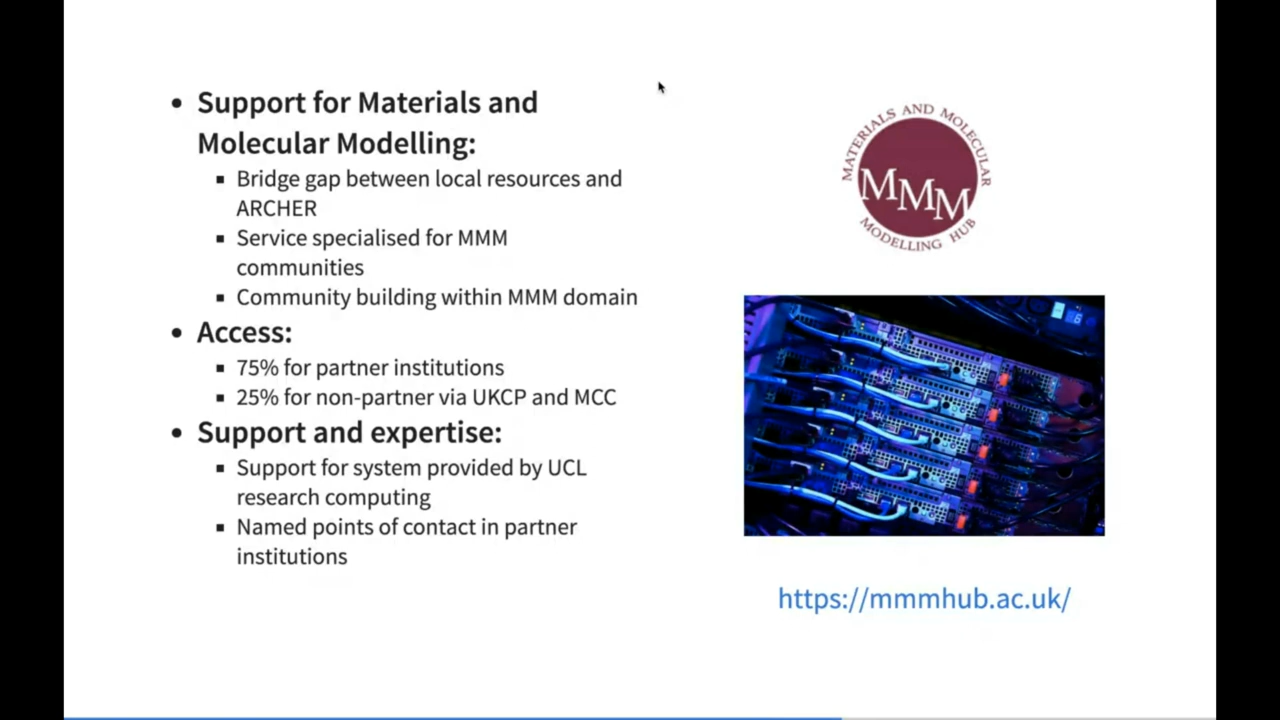 Support for Materials and
Molecular Modelling:
Bridge gap between local resources and
ARCHER
Service specialised for MMM
communities
Community building within MMM domain
Access:
75% for partner institutions
25% for non-partner via UKCP and MCC
Support and expertise:
Support for system provided by UCL
research computing
Named points of contact in partner
institutions
MATERIALS AND MOLECULAR
MMM
MODELLING HUB
https://mmmhub.ac.uk/